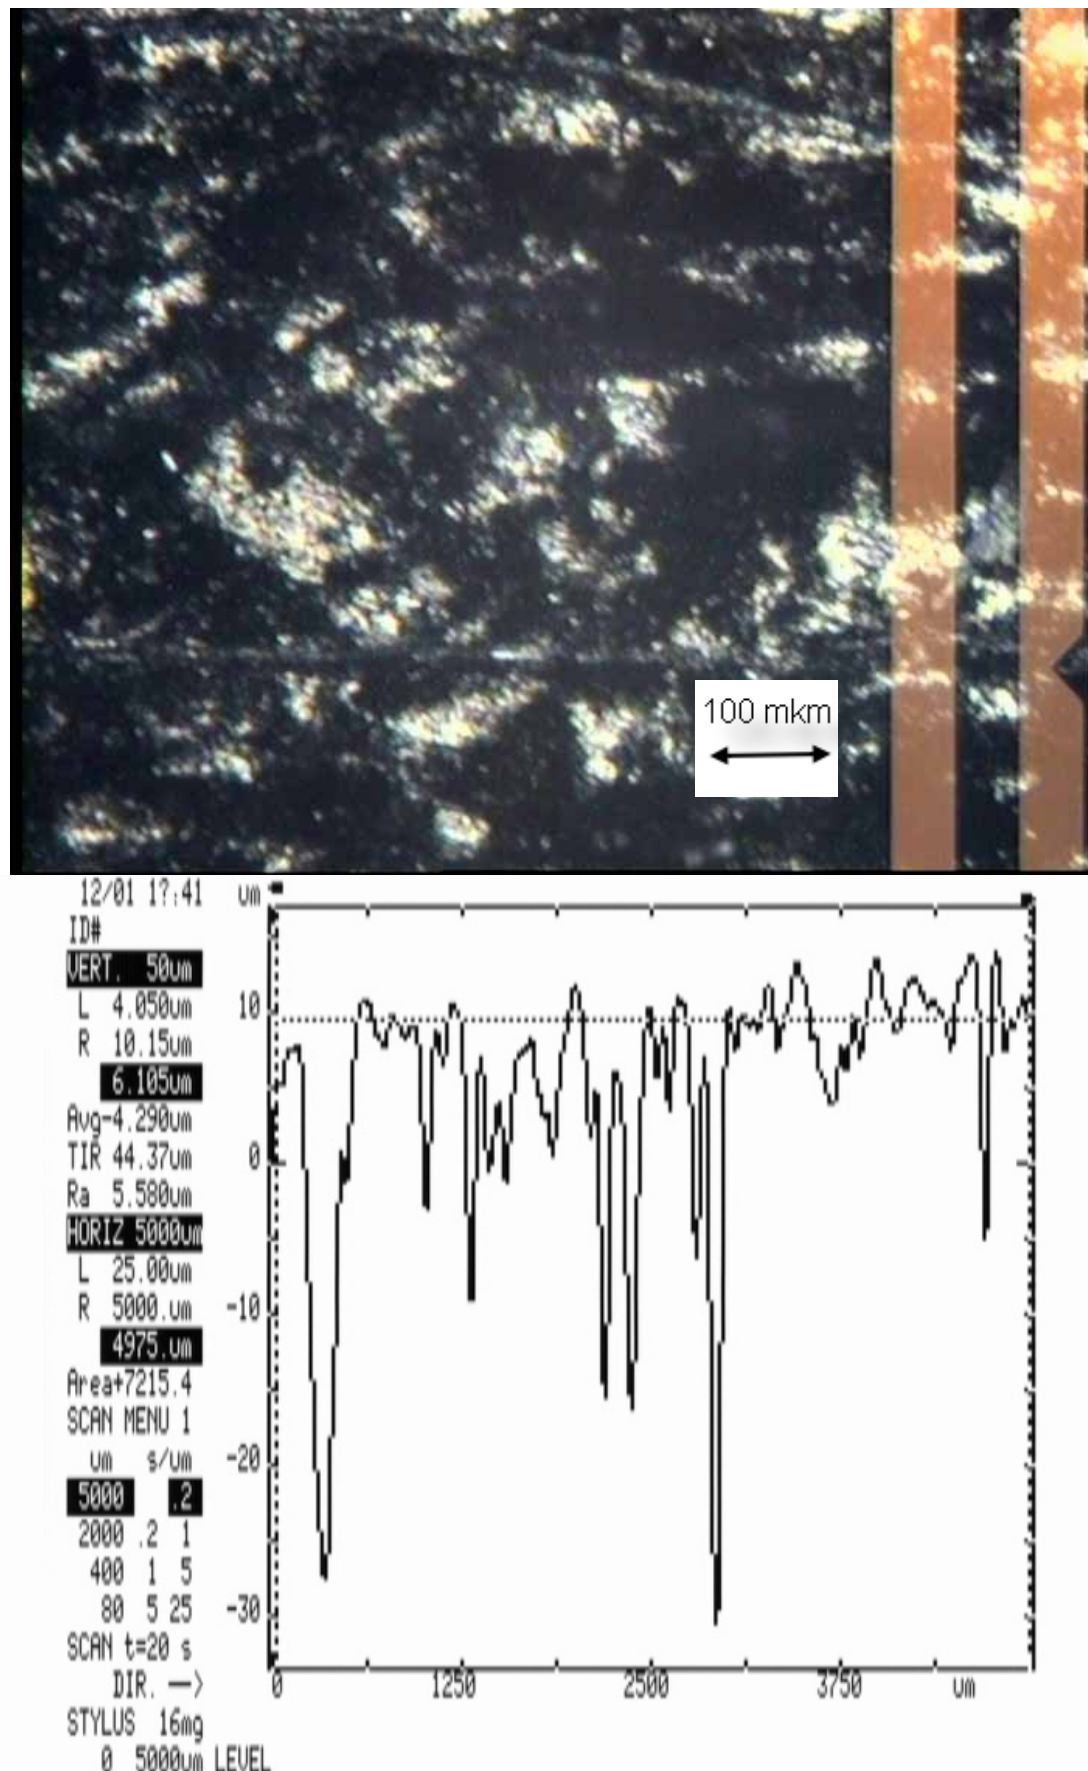 100 mkm
12/01 1?:41 um
ID#
VERT. 50um
L 4.050um
R 10.15um
6.105um
Avg-4.290um
TIR 44.37um
Ra 5.580um
HORIZ 5000um
L 25.00um
R 5000.um
4975.um
Area+7215.4
SCAN MENU 1
um s/um
5000 .2
2000 .2 1
400 1 5
80 5 25
SCAN t=20 s
DIR. —>
STYLUS 16mg
0 5000um LEVEL
10
0
-10
-20
-30
0 1250 2500 3750 um